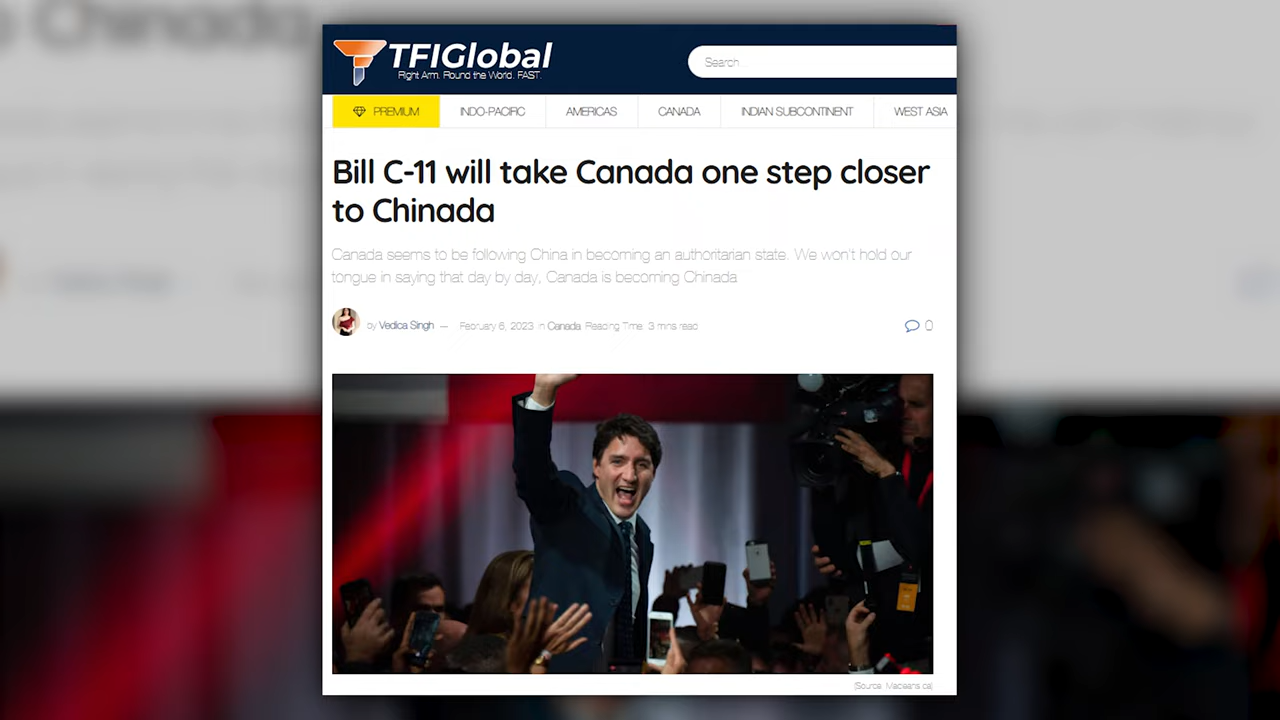 TFIGlobal
Right Arm. Round the World. FAST.
Search...
PREMIUM
INDO-PACIFIC
AMERICAS
CANADA
INDIAN SUBCONTINENT
WEST ASIA
Bill C-11 will take Canada one step closer
to Chinada
Canada seems to be following China in becoming an authoritarian state. We won't hold our
tongue in saying that day by day, Canada is becoming Chinada
by Vedica Singh — February 6, 2023 in Canada Reading Time: 3 mins read
0
(Source: Macleans.ca)